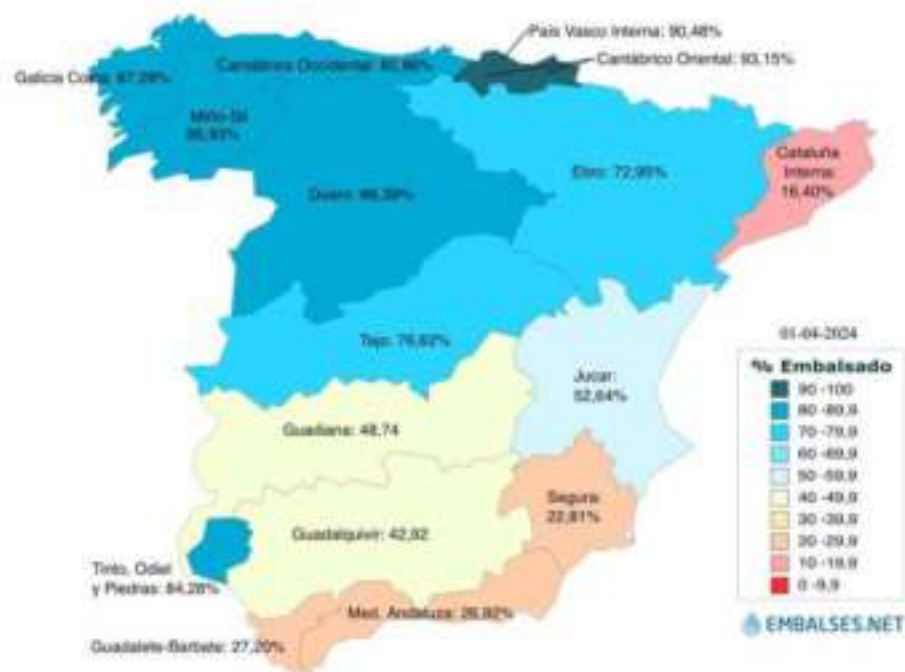 País Vasco Interna: 90,48%
Cantábrico Oriental: 93,15%
Galicia Costa: 87,29%
Cantábrico Occidental:
Miño-Sil
Cataluña
Interna:
16,40%
Ebro: 72,95%
Duero:
Tajo: 76,62%
01-04-2024
% Embalsado
90 -100
80 -89,9
70 -79,9
60 -69,9
50 -59,9
40 -49,9
30 -39,9
20 -29,9
10 -19,9
0 -9,9
Jucar:
52,64%
Guadiana: 48,74
Segura
22,81%
Guadalquivir: 42,92
Tinto, Odiel
y Piedras: 84,28%
Med. Andaluza: 26,92%
Guadalete-Barbate: 27,20%
EMBALSES.NET